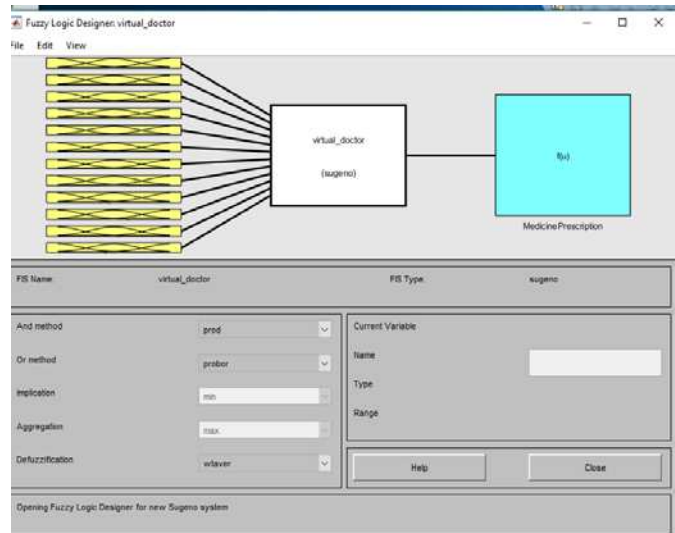 Fuzzy Logic Designer: virtual_doctor
File Edit View
virtual_doctor
(sugeno)
f(u)
Medicine Prescription
FIS Name: virtual_doctor FIS Type: sugeno
And method prod
Or method probor
Implication min
Aggregation max
Defuzzification wtaver
Current Variable
Name
Type
Range
Help Close
Opening Fuzzy Logic Designer for new Sugeno system